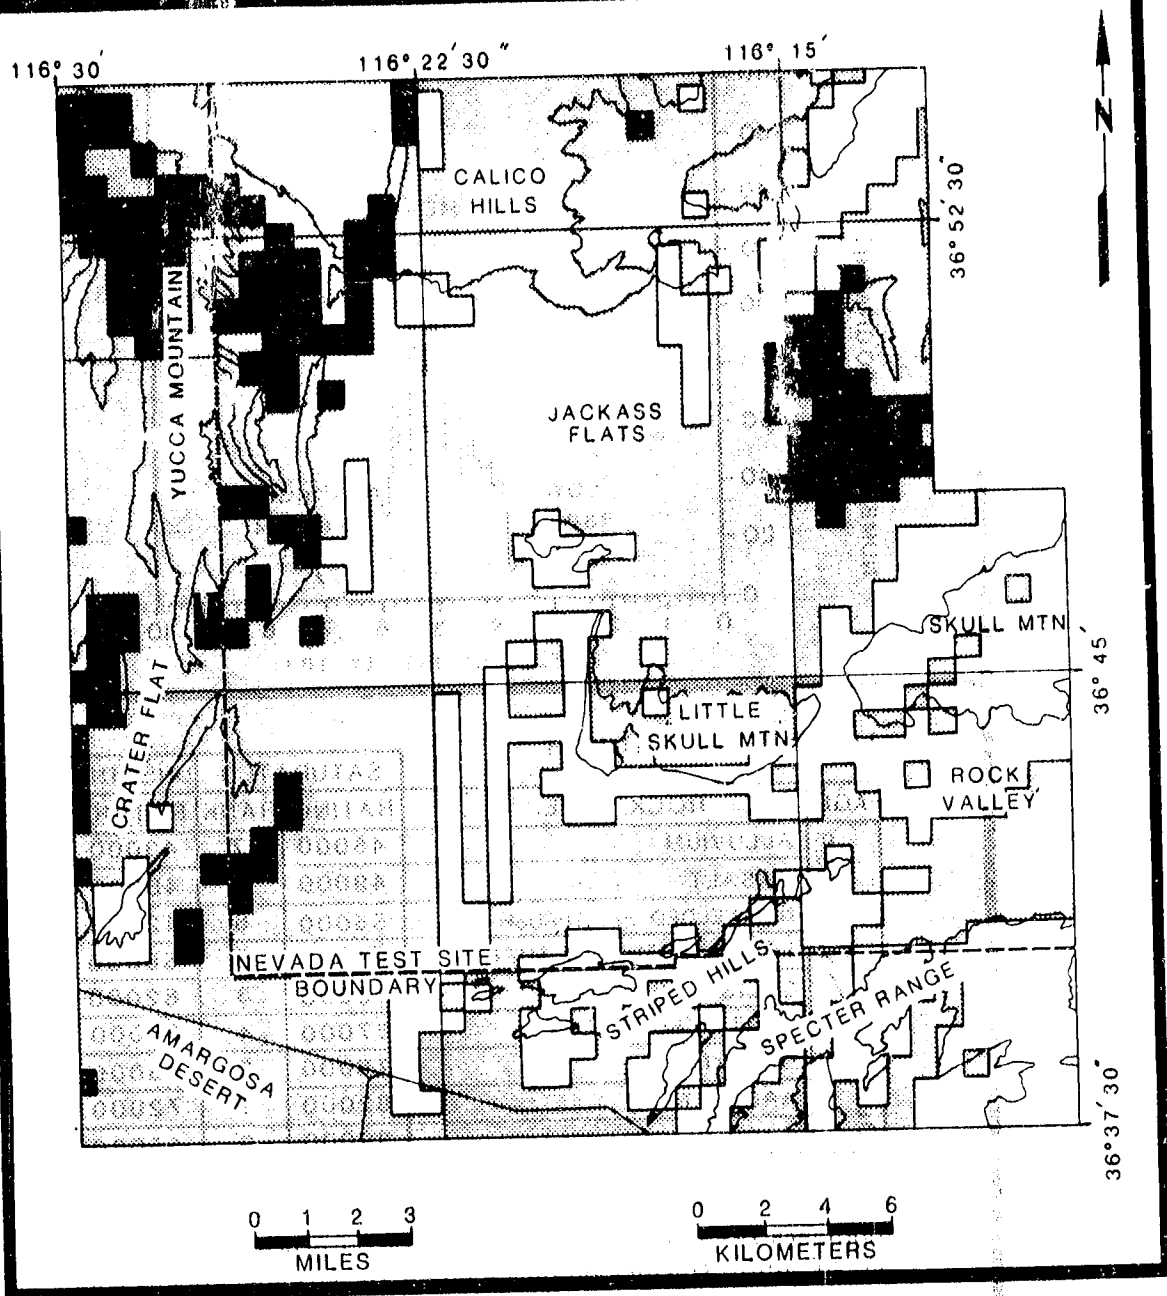 116° 30′
116° 22′ 30″
116° 15′
N
CALICO
HILLS
36° 52′ 30″
YUCCA MOUNTAIN
JACKASS
FLATS
SKULL MTN
36° 45′
CRATER FLAT
LITTLE
SKULL MTN
ROCK
VALLEY
NEVADA TEST SITE
BOUNDARY
STRIPED HILLS
SPECTER RANGE
AMARGOSA
DESERT
36° 37′ 30″
0 1 2 3
MILES
0 2 4 6
KILOMETERS